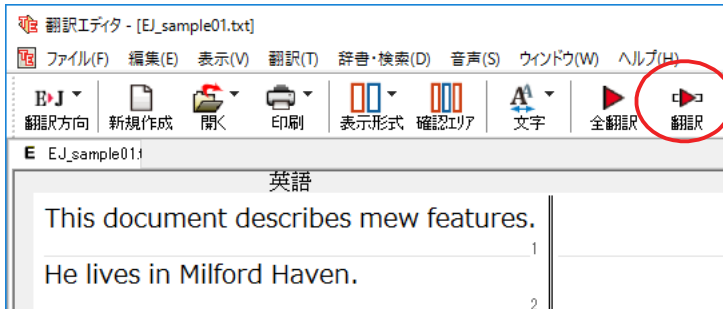 翻訳エディタ - [EJ_sample01.txt]
ファイル(F) 編集(E) 表示(V) 翻訳(T) 辞書・検索(D) 音声(S) ウィンドウ(W) ヘルプ(H)
E▸J
翻訳方向 新規作成 開く 印刷 表示形式 確認エリア 文字 全翻訳 翻訳
E EJ_sample01.t
英語
This document describes mew features.
1
He lives in Milford Haven.
2